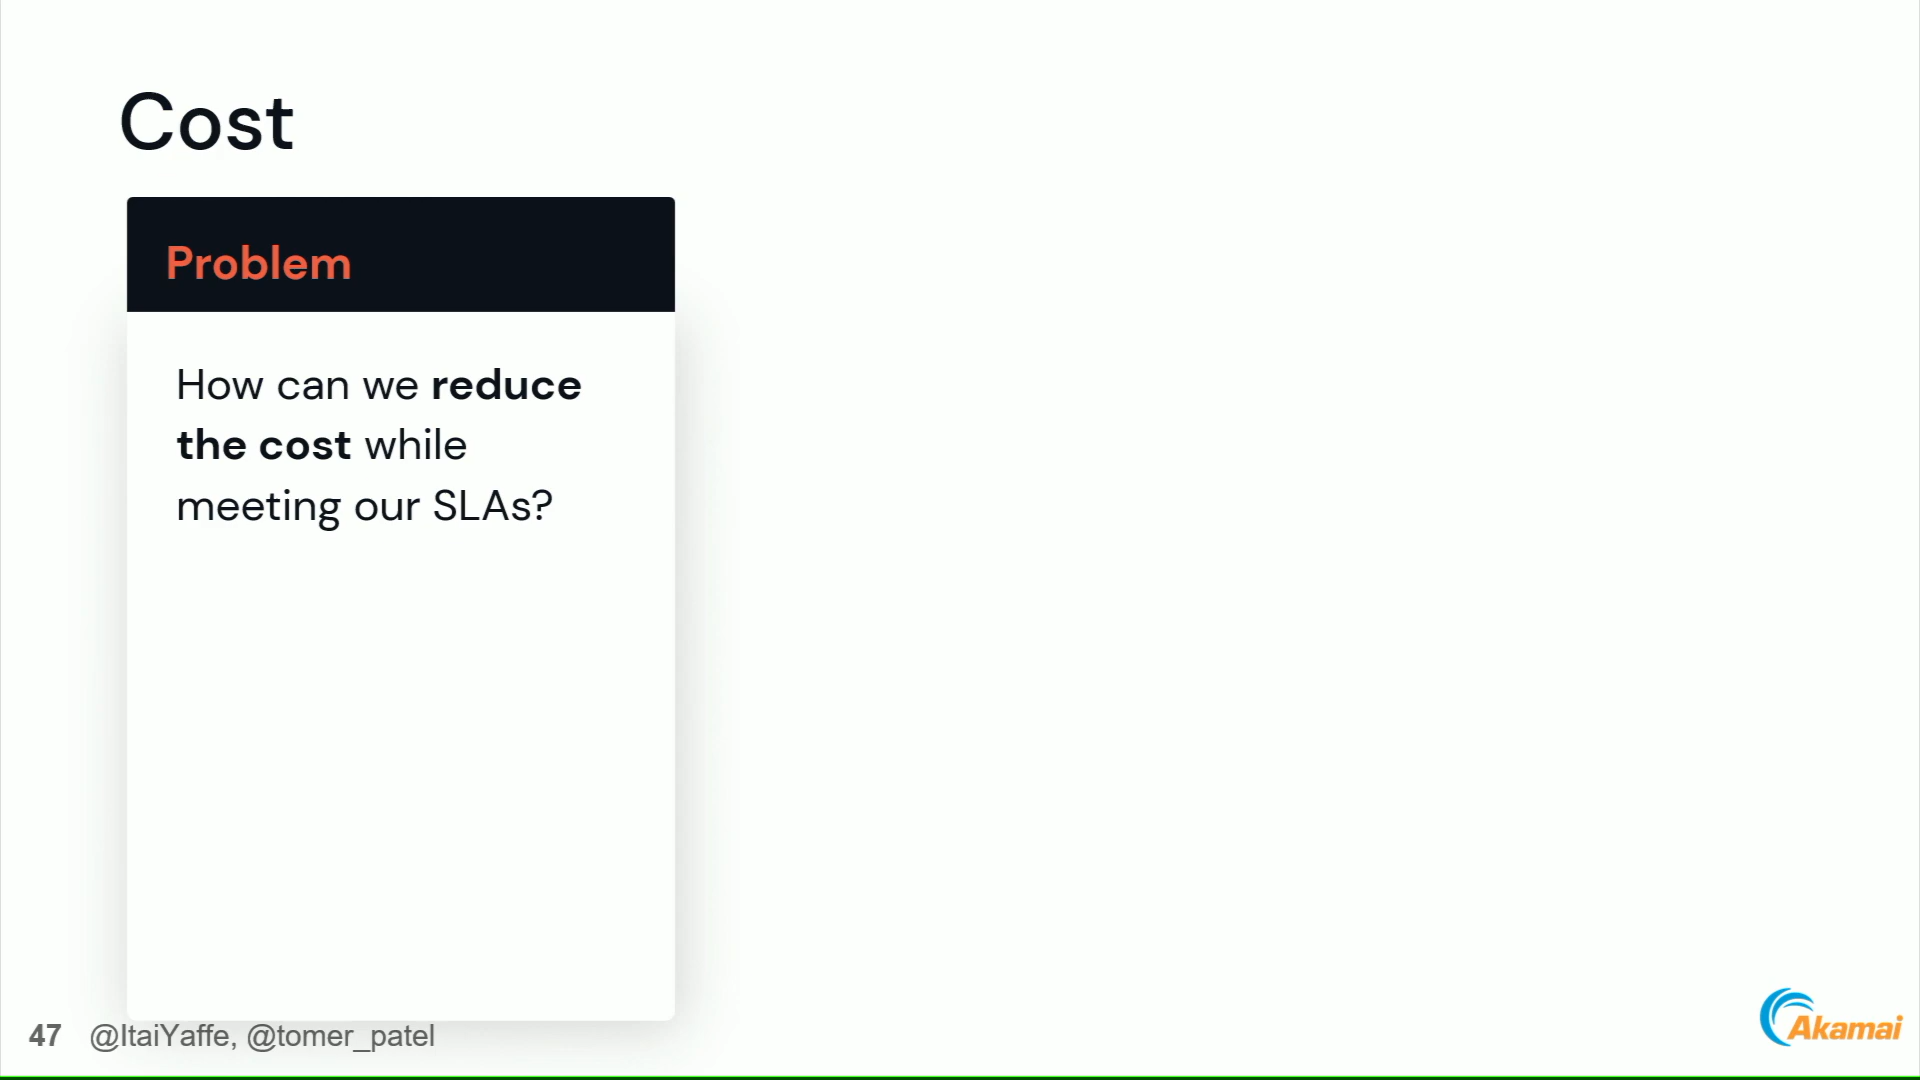 Cost
Problem
How can we reduce
the cost while
meeting our SLAs?
47 @ItaiYaffe, @tomer_patel
Akamai